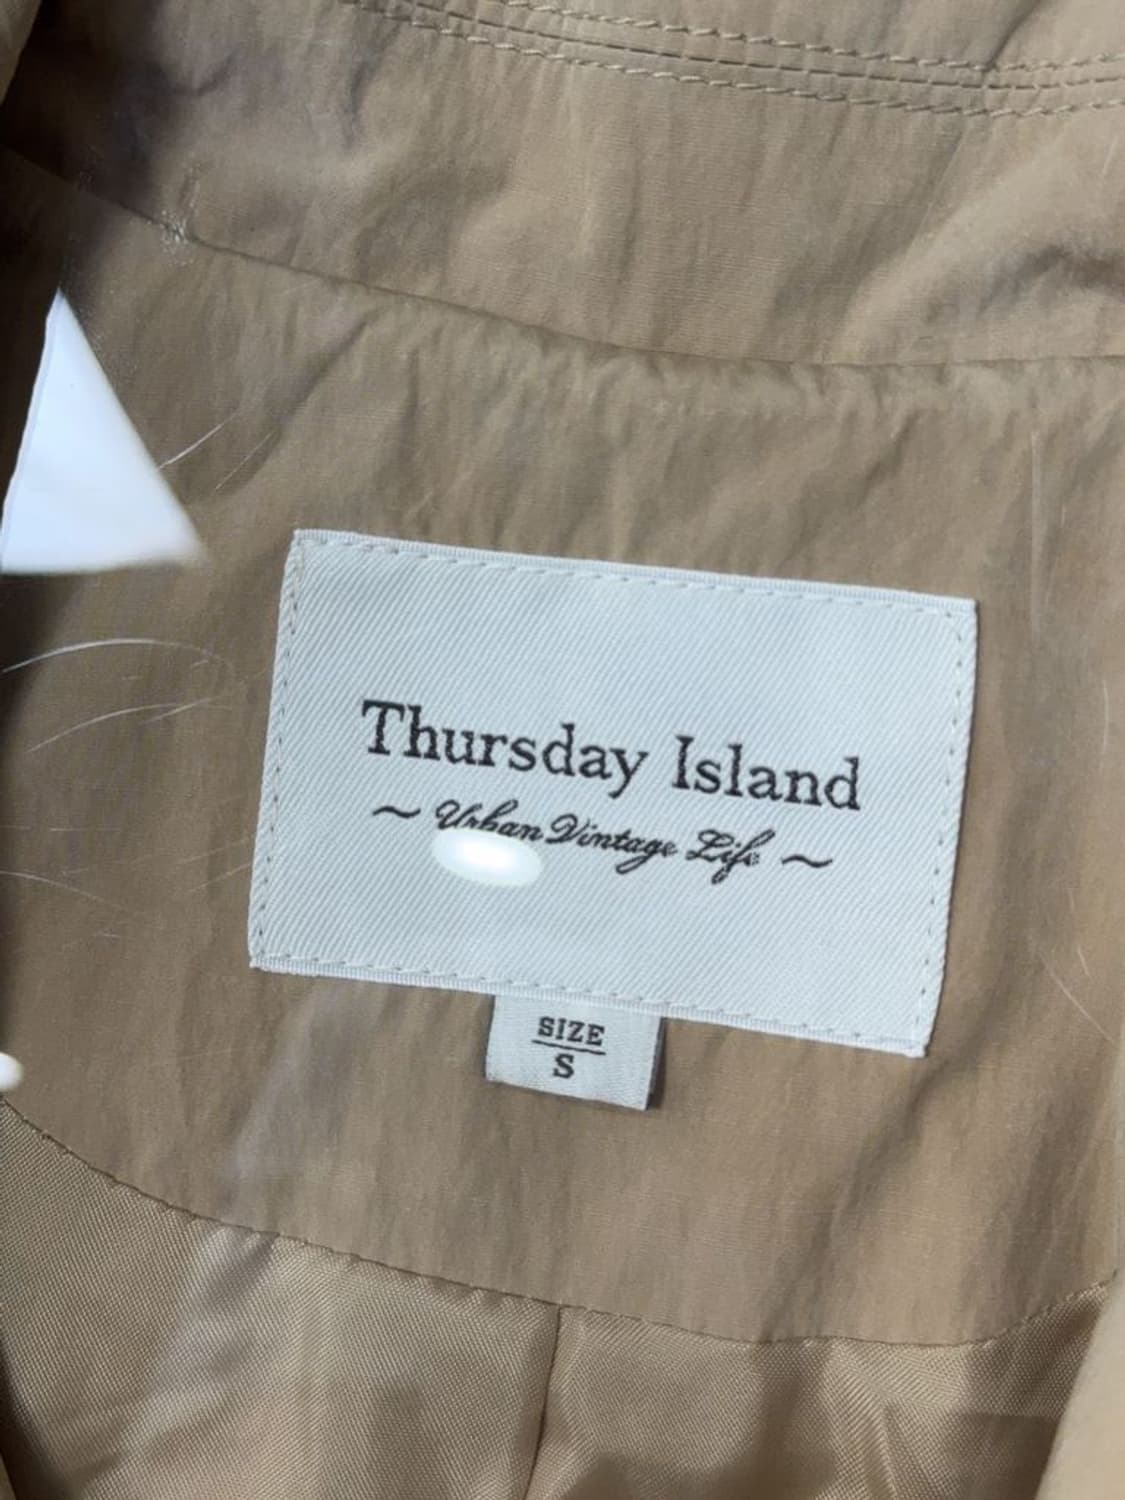 Thursday Island
~ Urban Vintage Life ~
SIZE
S